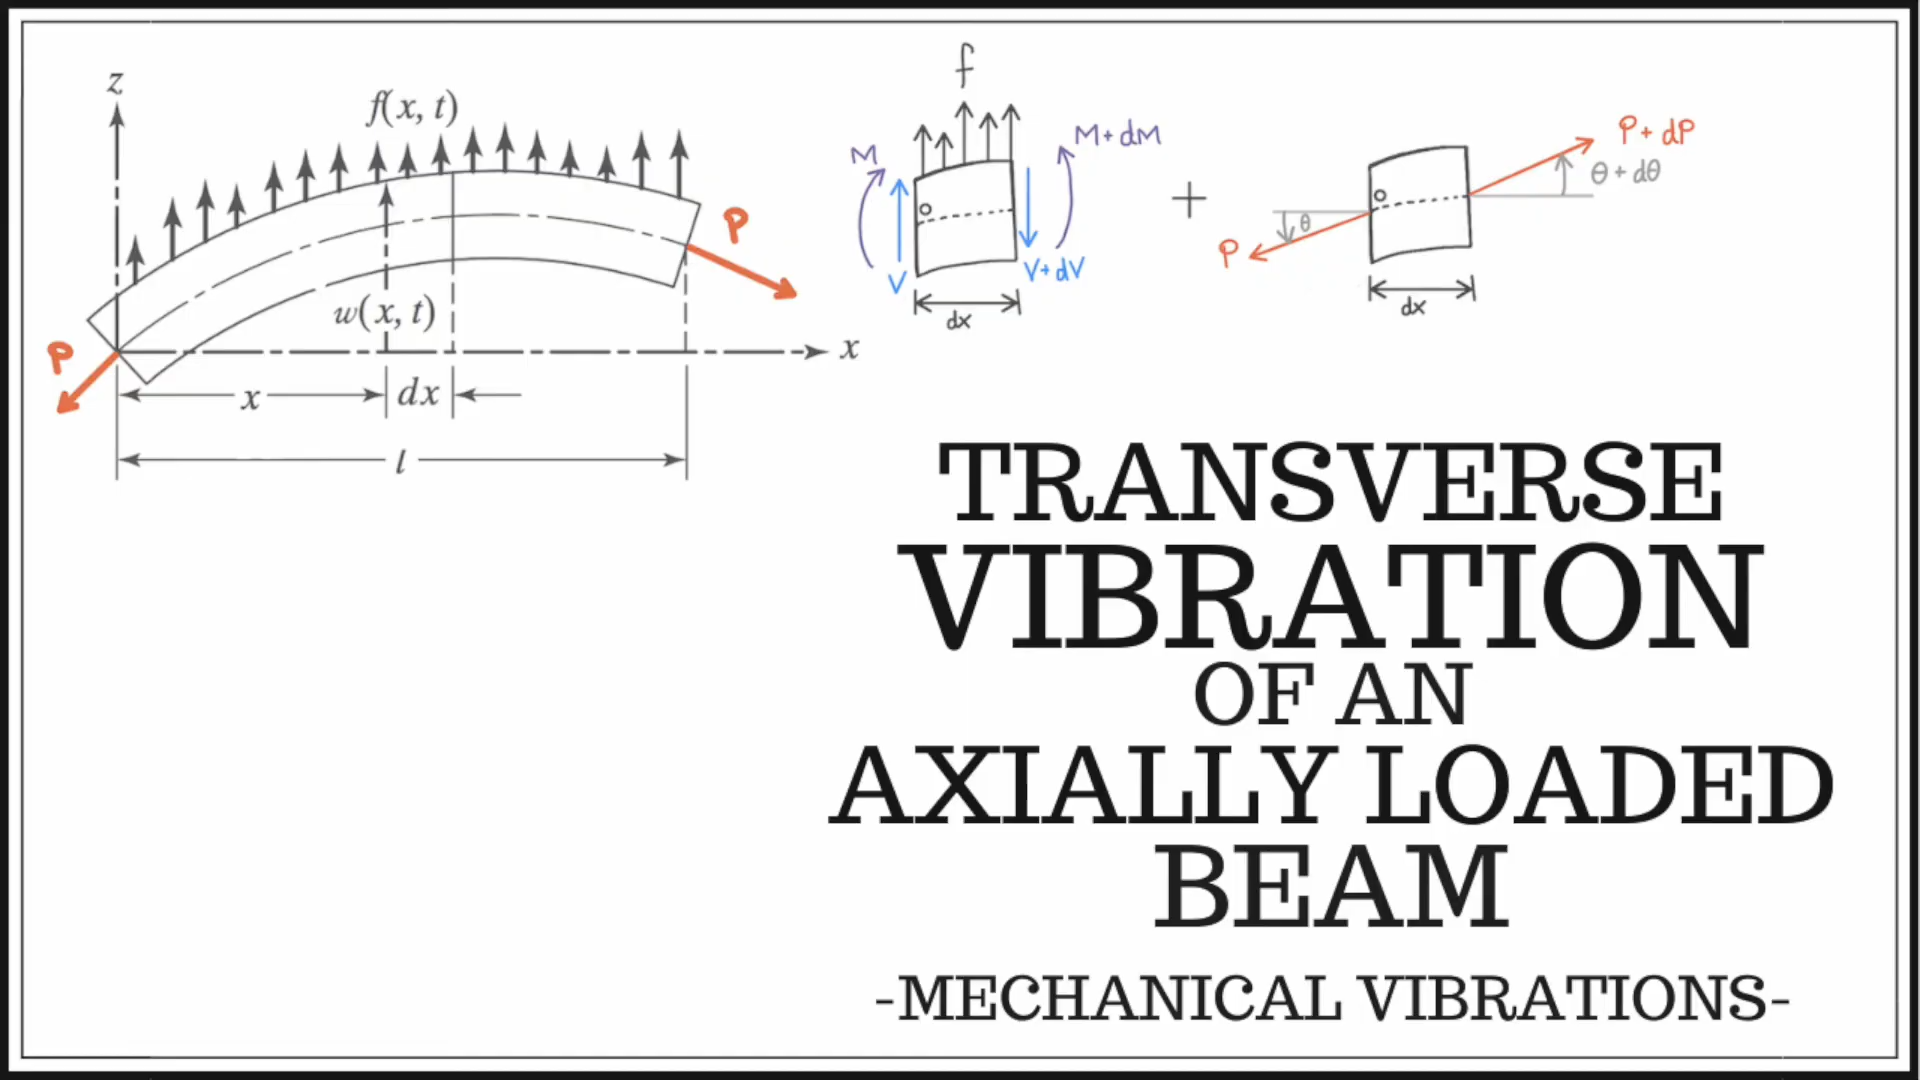 z
f(x, t)
P
w(x, t)
P
x
x
dx
l
f
M
M+dM
V
V+dV
dx
+
P+dP
θ+dθ
θ
P
dx
TRANSVERSE
VIBRATION
OF AN
AXIALLY LOADED
BEAM
-MECHANICAL VIBRATIONS-